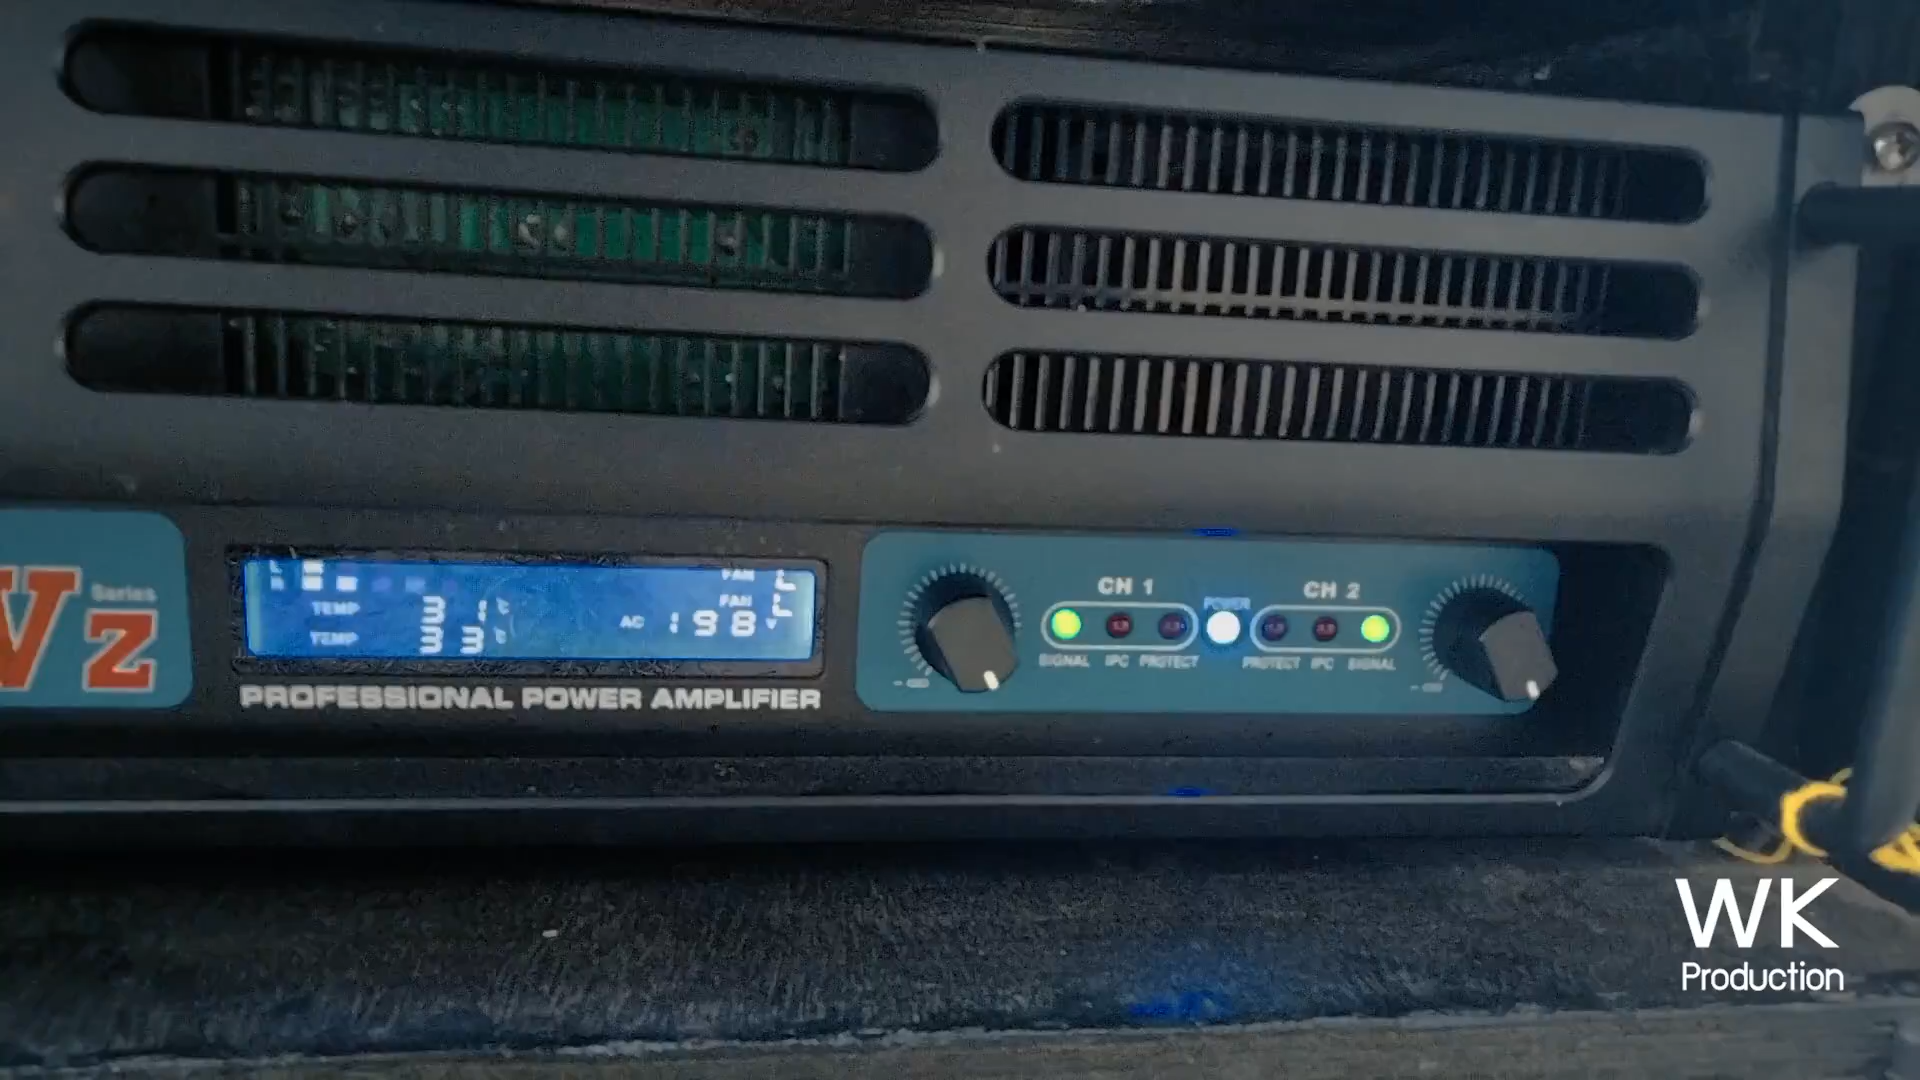 Vz Series
L
R
FAN L
TEMP 31 °C
FAN L
AC 198 V
TEMP 33 °C
PROFESSIONAL POWER AMPLIFIER
CH 1
CH 2
POWER
SIGNAL IPC PROTECT
PROTECT IPC SIGNAL
WK
Production